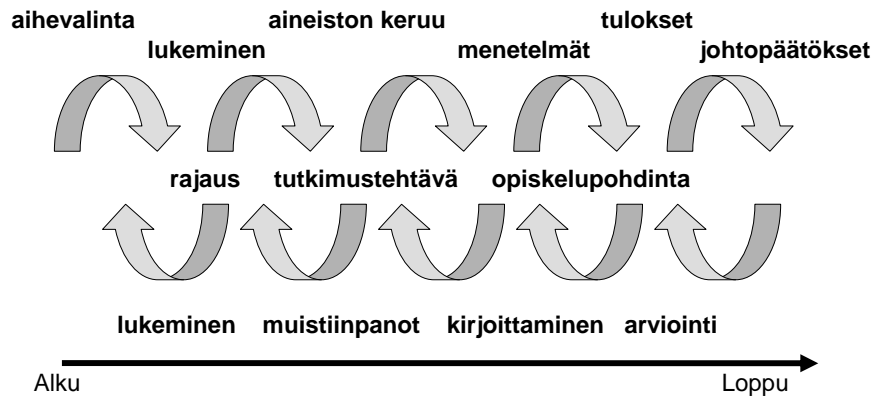 aihevalinta aineiston keruu tulokset
lukeminen menetelmät johtopäätökset
rajaus tutkimustehtävä opiskelupohdinta
lukeminen muistiinpanot kirjoittaminen arviointi
Alku Loppu